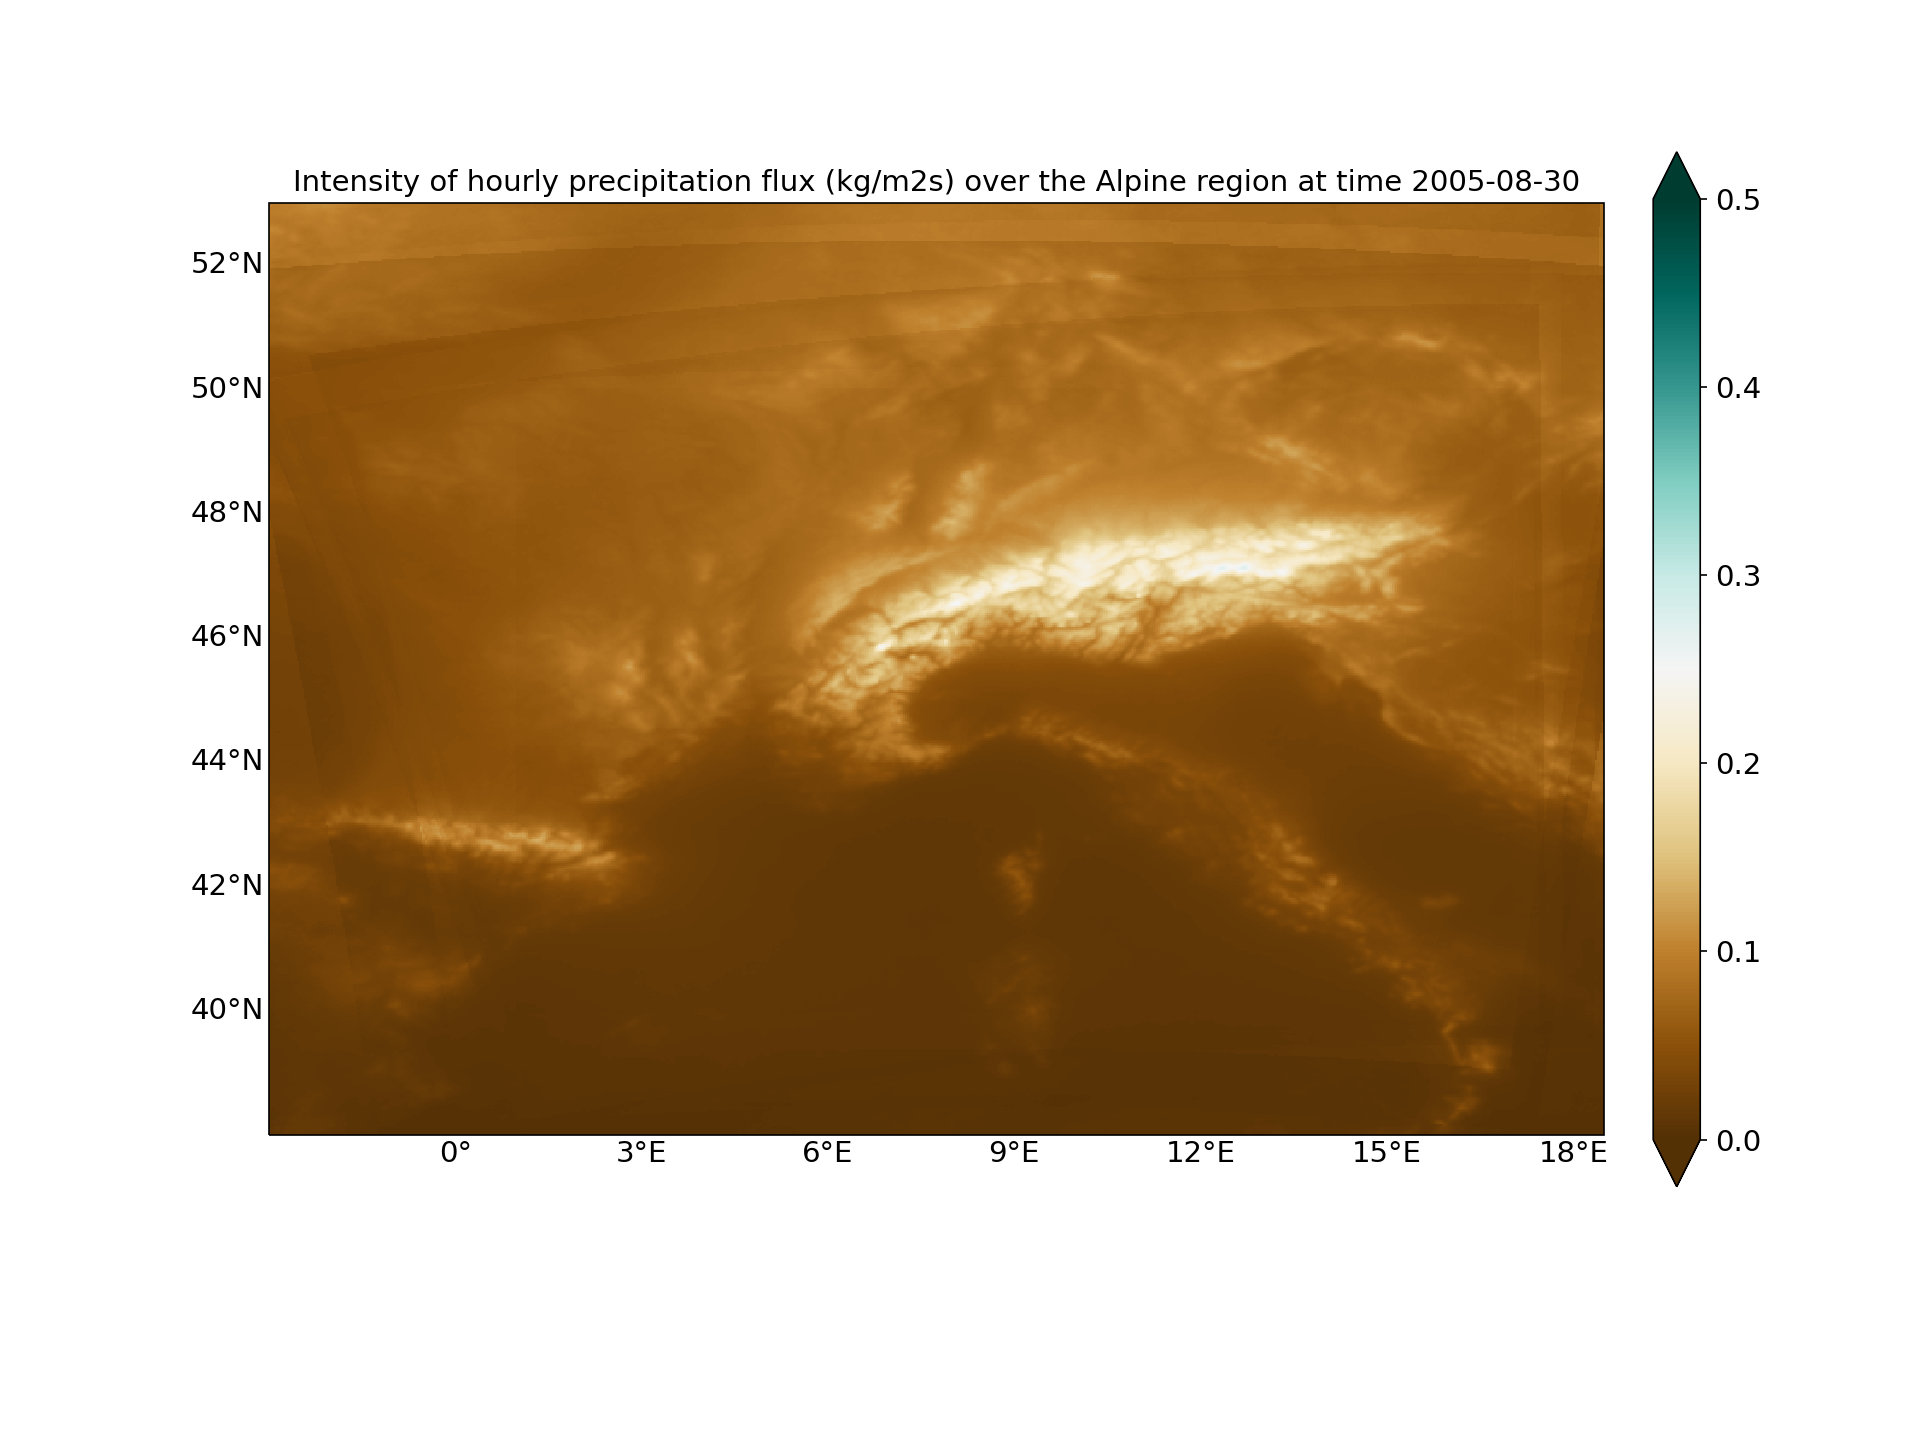 Intensity of hourly precipitation flux (kg/m2s) over the Alpine region at time 2005-08-30
52°N
50°N
48°N
46°N
44°N
42°N
40°N
0°
3°E
6°E
9°E
12°E
15°E
18°E
0.5
0.4
0.3
0.2
0.1
0.0